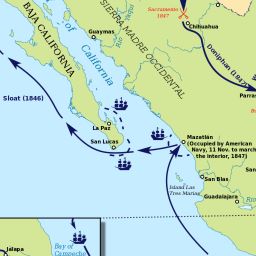 Sacramento
1847
Chihuahua
SIERRA MADRE OCCIDENTAL
Doniphan (1847)
Parras
BAJA CALIFORNIA
of California
Guaymas
Sloat (1846)
La Paz
San Lucas
Mazatlán
(Occupied by American
Navy, 11 Nov. to march
the interior, 1847)
San Blas
Island Las
Tres Marias
Guadalajara
San
Jalapa
Bay of
Campeche